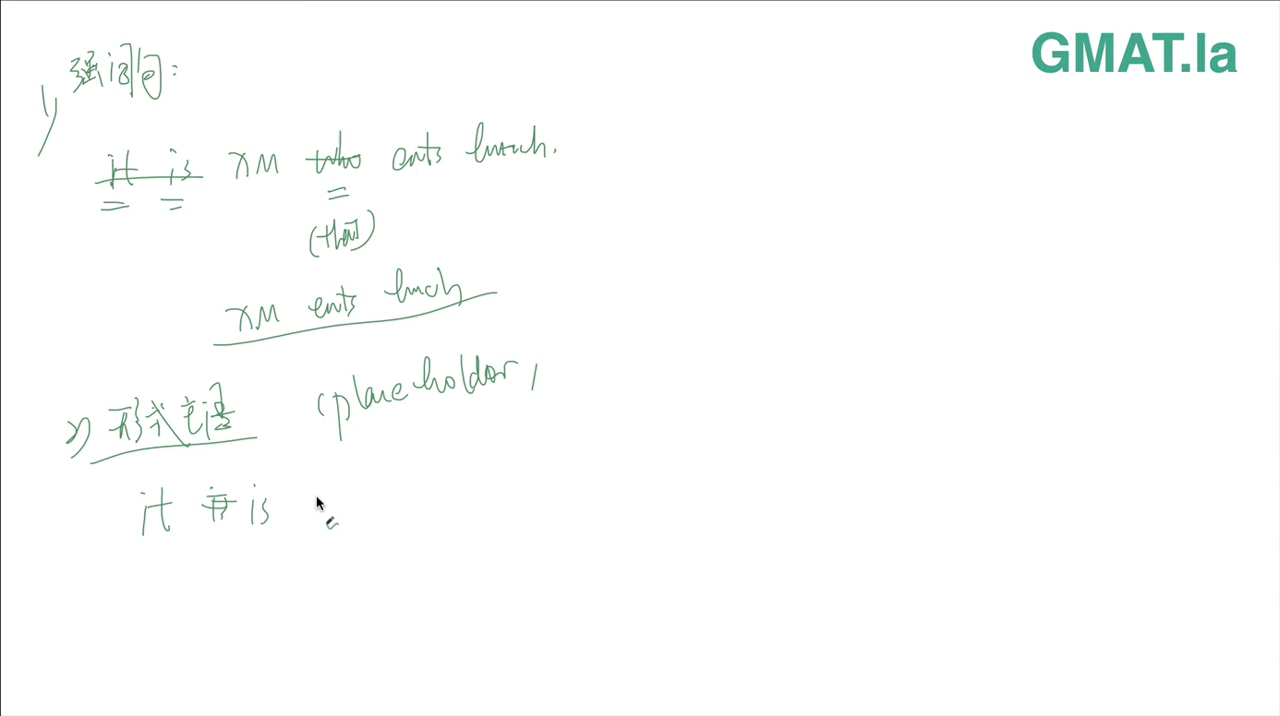 GMAT.la
1) 强调句:
it is XM who eats lunch.
(that)
XM eats lunch
2) 形式主语 (placeholder)
it is